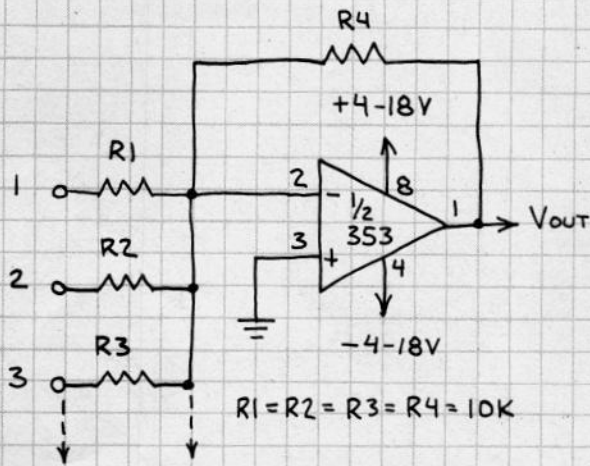 R4
+4-18V
R1
1
2
-
8
1/2
353
1
VOUT
R2
3
+
4
2
-4-18V
R3
3
R1=R2=R3=R4=10K